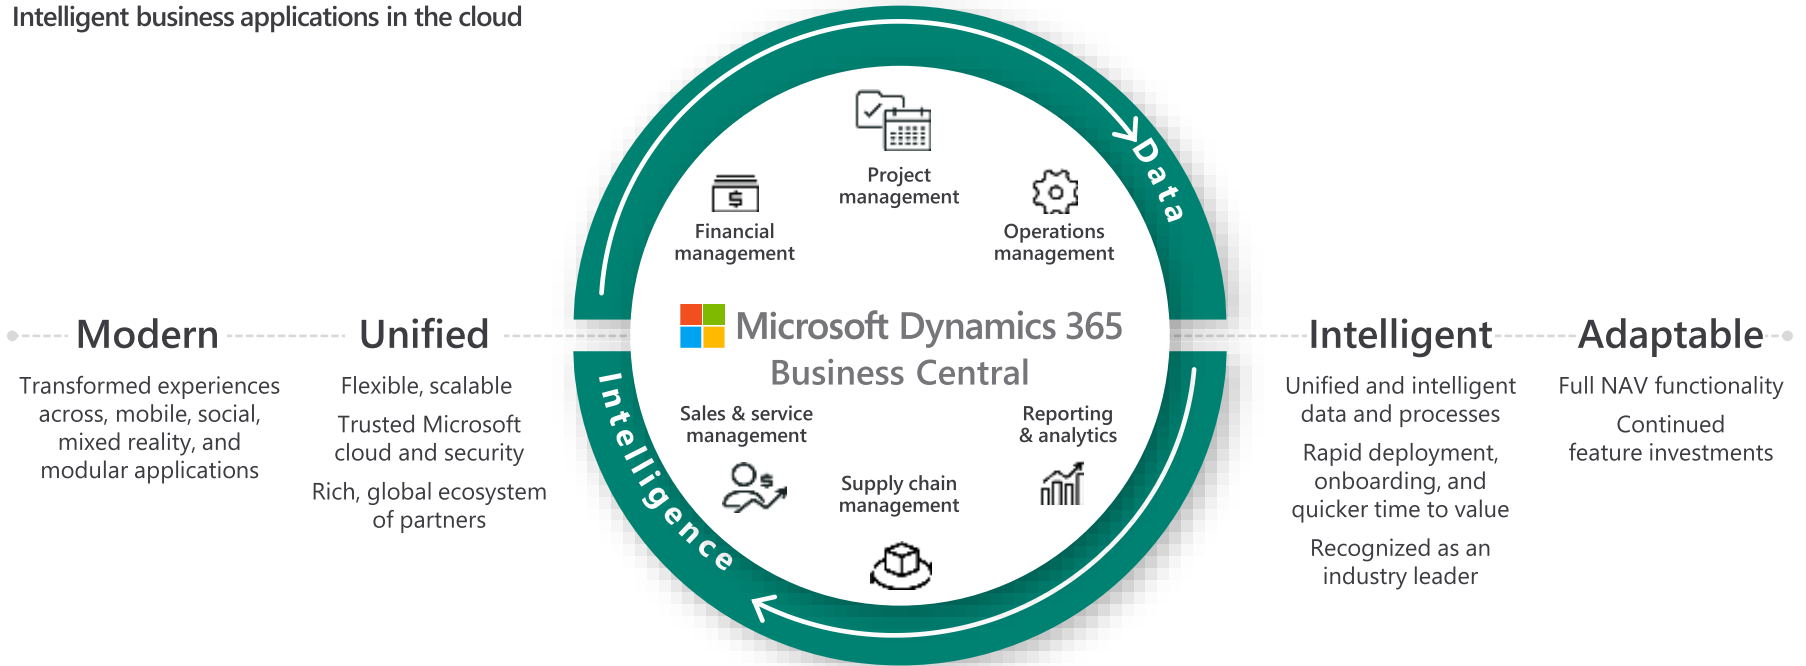 Intelligent business applications in the cloud
Data
Project
management
Financial
management
Operations
management
Microsoft Dynamics 365
Business Central
Sales & service
management
Reporting
& analytics
Supply chain
management
Intelligence
Modern
Transformed experiences
across, mobile, social,
mixed reality, and
modular applications
Unified
Flexible, scalable
Trusted Microsoft
cloud and security
Rich, global ecosystem
of partners
Intelligent
Unified and intelligent
data and processes
Rapid deployment,
onboarding, and
quicker time to value
Recognized as an
industry leader
Adaptable
Full NAV functionality
Continued
feature investments